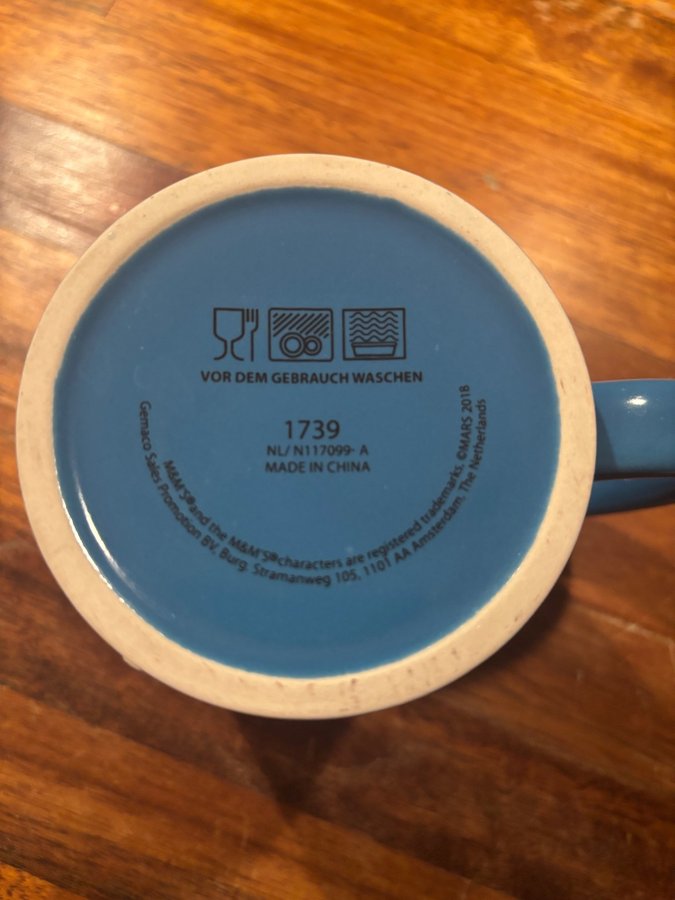 VOR DEM GEBRAUCH WASCHEN
1739
NL/ N117099- A
MADE IN CHINA
M&M'S® and the M&M'S® characters are registered trademarks, ©MARS 2018
Gemaco Sales Promotion BV, Burg. Stramanweg 105, 1101 AA Amsterdam. The Netherlands